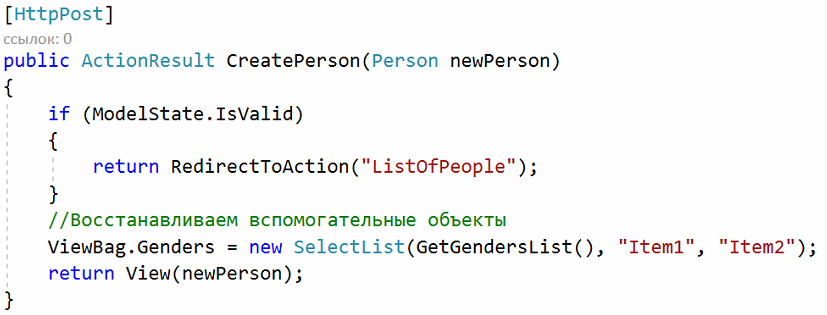 [HttpPost]
ссылок: 0
public ActionResult CreatePerson(Person newPerson)
{
    if (ModelState.IsValid)
    {
        return RedirectToAction("ListOfPeople");
    }
    //Восстанавливаем вспомогательные объекты
    ViewBag.Genders = new SelectList(GetGendersList(), "Item1", "Item2");
    return View(newPerson);
}